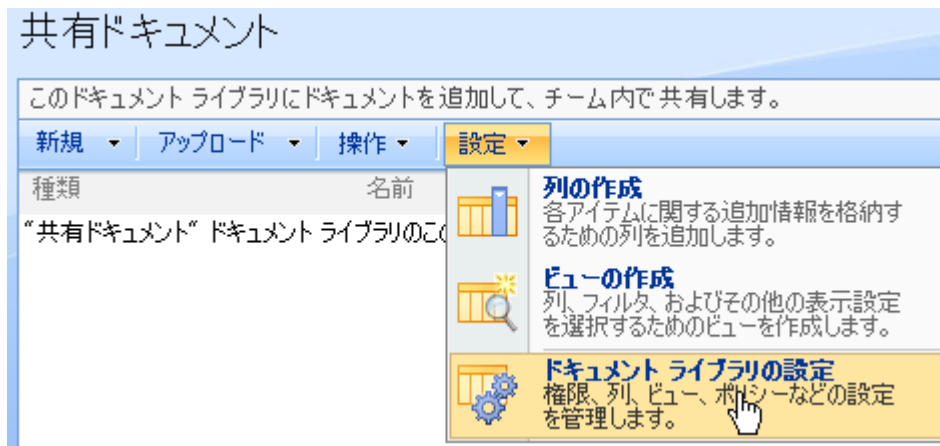 共有ドキュメント
このドキュメント ライブラリにドキュメントを追加して、チーム内で共有します。
新規 アップロード 操作 設定
種類 名前
"共有ドキュメント" ドキュメント ライブラリのこ
列の作成
各アイテムに関する追加情報を格納す
るための列を追加します。
ビューの作成
列、フィルタ、およびその他の表示設定
を選択するためのビューを作成します。
ドキュメント ライブラリの設定
権限、列、ビュー、ポリシーなどの設定
を管理します。